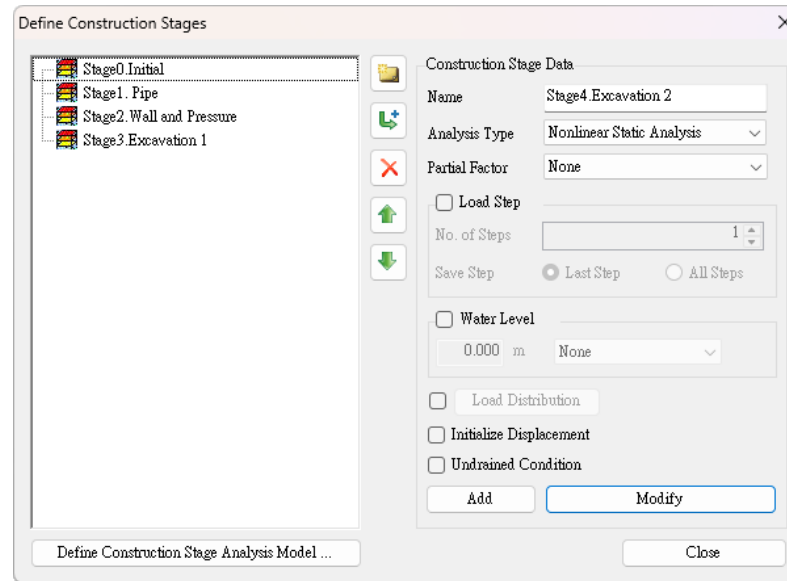 Define Construction Stages
Stage0.Initial
Stage1. Pipe
Stage2.Wall and Pressure
Stage3.Excavation 1
Define Construction Stage Analysis Model ...
Construction Stage Data
Name Stage4.Excavation 2
Analysis Type Nonlinear Static Analysis
Partial Factor None
Load Step
No. of Steps 1
Save Step Last Step All Steps
Water Level
0.000 m None
Load Distribution
Initialize Displacement
Undrained Condition
Add Modify
Close